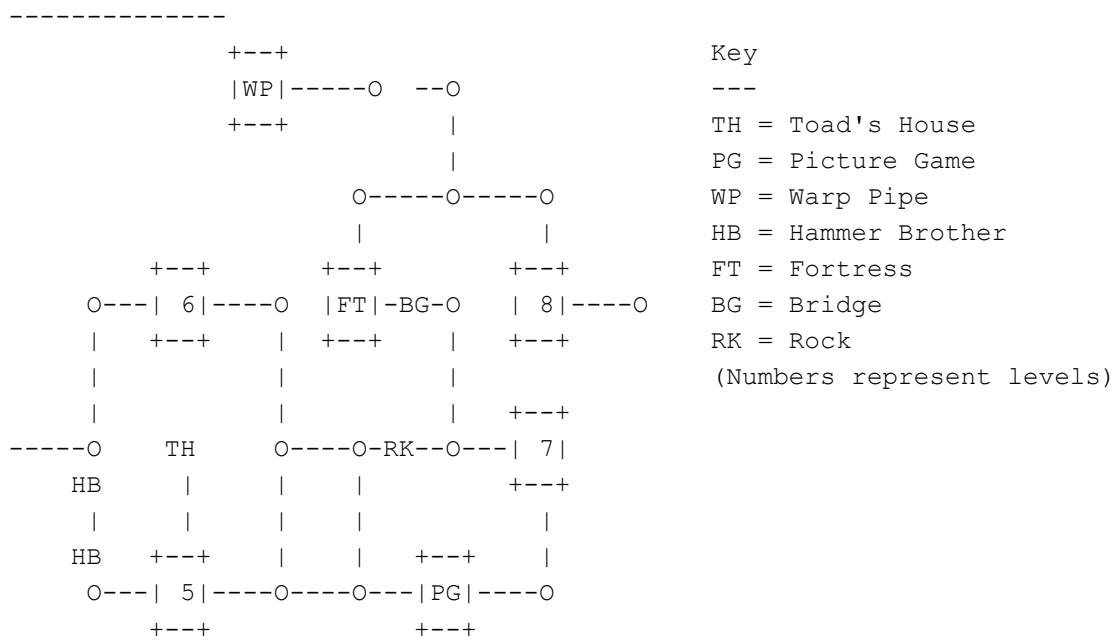 ---------------
              +--+                           Key
              |WP|-----O  --O                ---
              +--+          |                TH = Toad's House
                            |                PG = Picture Game
                      O-----O-----O          WP = Warp Pipe
                      |           |          HB = Hammer Brother
         +--+       +--+        +--+         FT = Fortress
     O---| 6|----O  |FT|-BG-O   | 8|----O    BG = Bridge
     |   +--+    |  +--+    |   +--+         RK = Rock
     |           |          |                (Numbers represent levels)
     |           |          |   +--+
-----O    TH     O----O-RK--O---| 7|
    HB     |     |    |         +--+
     |     |     |    |           |
    HB   +--+    |    |   +--+    |
     O---| 5|----O----O---|PG|----O
         +--+             +--+